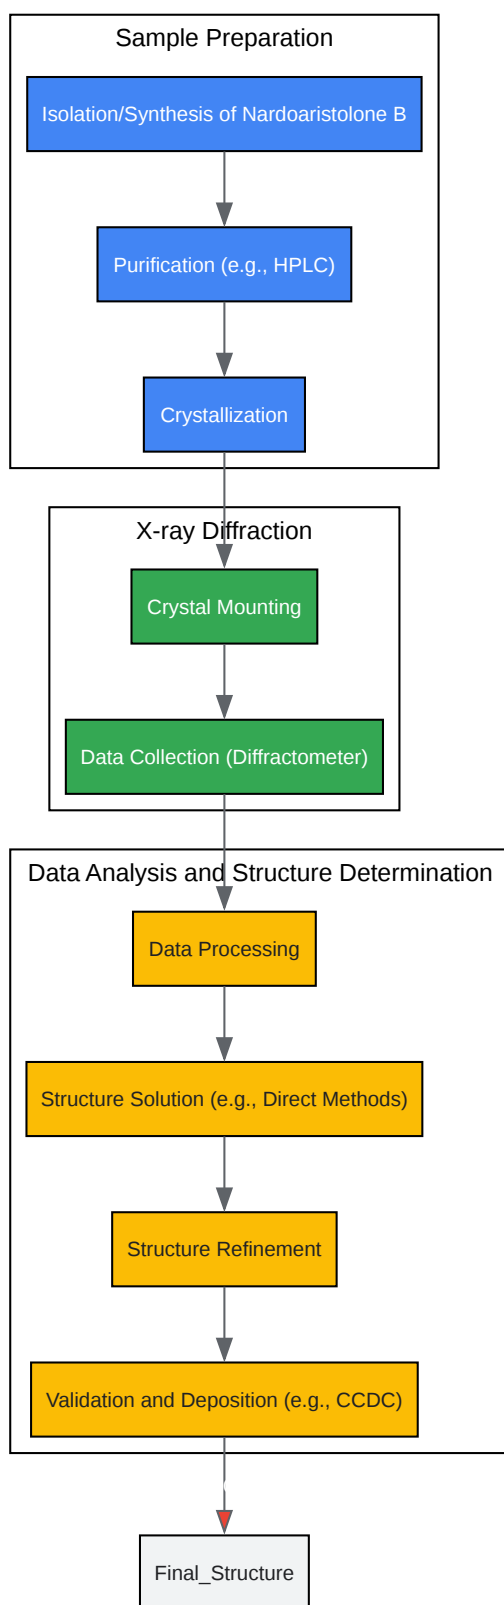 Sample Preparation
Isolation/Synthesis of Nardoaristolone B
Purification (e.g., HPLC)
Crystallization
X-ray Diffraction
Crystal Mounting
Data Collection (Diffractometer)
Data Analysis and Structure Determination
Data Processing
Structure Solution (e.g., Direct Methods)
Structure Refinement
Validation and Deposition (e.g., CCDC)
Final_Structure